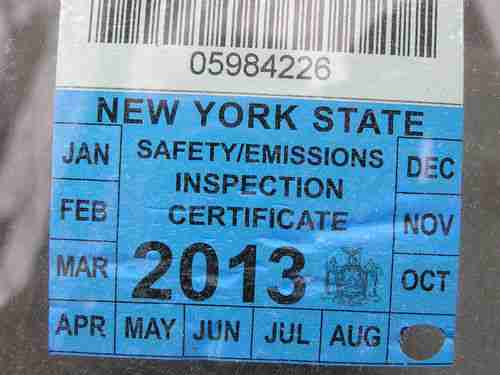 05984226
NEW YORK STATE
JAN
SAFETY/EMISSIONS
DEC
INSPECTION
FEB
CERTIFICATE
NOV
MAR
2013
OCT
APR MAY JUN JUL AUG